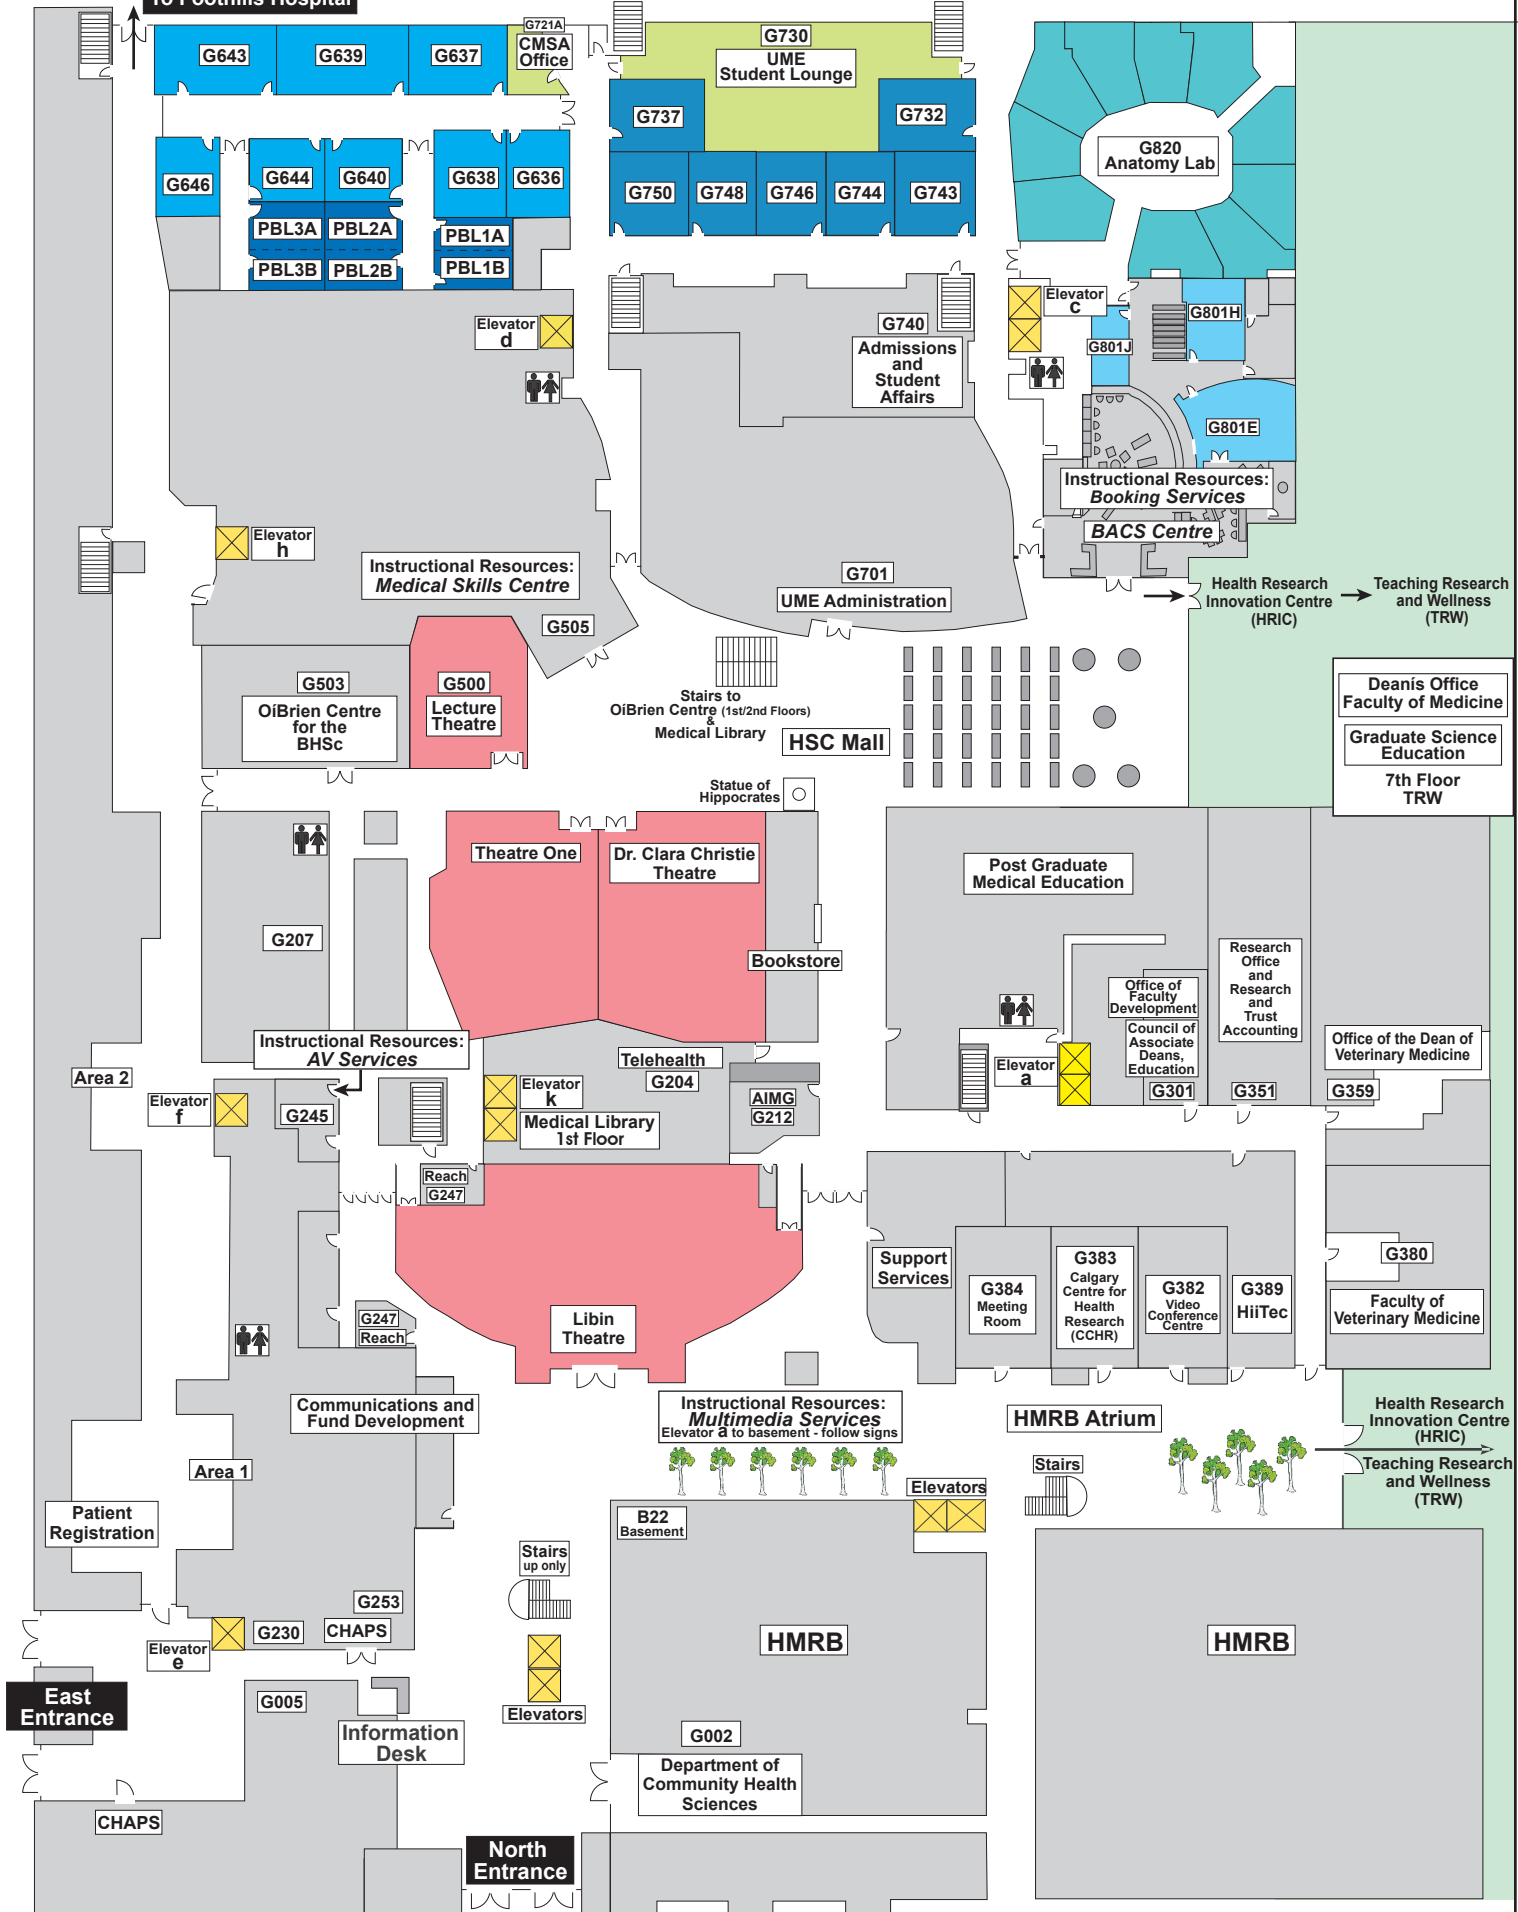 To Foothills Hospital
G643
G639
G637
G721A
CMSA
Office
G730
UME
Student Lounge
G737
G732
G820
Anatomy Lab
G646
G644
G640
G638
G636
G750
G748
G746
G744
G743
PBL3A
PBL2A
PBL1A
PBL3B
PBL2B
PBL1B
Elevator
d
Elevator
c
G801H
G801J
G740
Admissions
and
Student
Affairs
G801E
Instructional Resources:
Booking Services
BACS Centre
Elevator
h
Instructional Resources:
Medical Skills Centre
G505
G701
UME Administration
Health Research
Innovation Centre
(HRIC)
Teaching Research
and Wellness
(TRW)
G503
OíBrien Centre
for the
BHSc
G500
Lecture
Theatre
Stairs to
OíBrien Centre (1st/2nd Floors)
&
Medical Library
HSC Mall
Deanís Office
Faculty of Medicine
Graduate Science
Education
7th Floor
TRW
Statue of
Hippocrates
Theatre One
Dr. Clara Christie
Theatre
Post Graduate
Medical Education
G207
Bookstore
Research
Office
and
Research
and
Trust
Accounting
Office of
Faculty
Development
Council of
Associate
Deans,
Education
G301
G351
Office of the Dean of
Veterinary Medicine
G359
Instructional Resources:
AV Services
Telehealth
G204
Elevator
a
Area 2
Elevator
f
G245
Elevator
k
Medical Library
1st Floor
AIMG
G212
Reach
G247
Support
Services
G384
Meeting
Room
G383
Calgary
Centre for
Health
Research
(CCHR)
G382
Video
Conference
Centre
G389
HiiTec
G380
Faculty of
Veterinary Medicine
G247
Reach
Libin
Theatre
Communications and
Fund Development
Instructional Resources:
Multimedia Services
Elevator a to basement - follow signs
HMRB Atrium
Health Research
Innovation Centre
(HRIC)
Teaching Research
and Wellness
(TRW)
Area 1
Stairs
Elevators
Patient
Registration
B22
Basement
Stairs
up only
G253
G230
CHAPS
Elevator
e
HMRB
HMRB
East
Entrance
G005
Information
Desk
Elevators
G002
Department of
Community Health
Sciences
CHAPS
North
Entrance